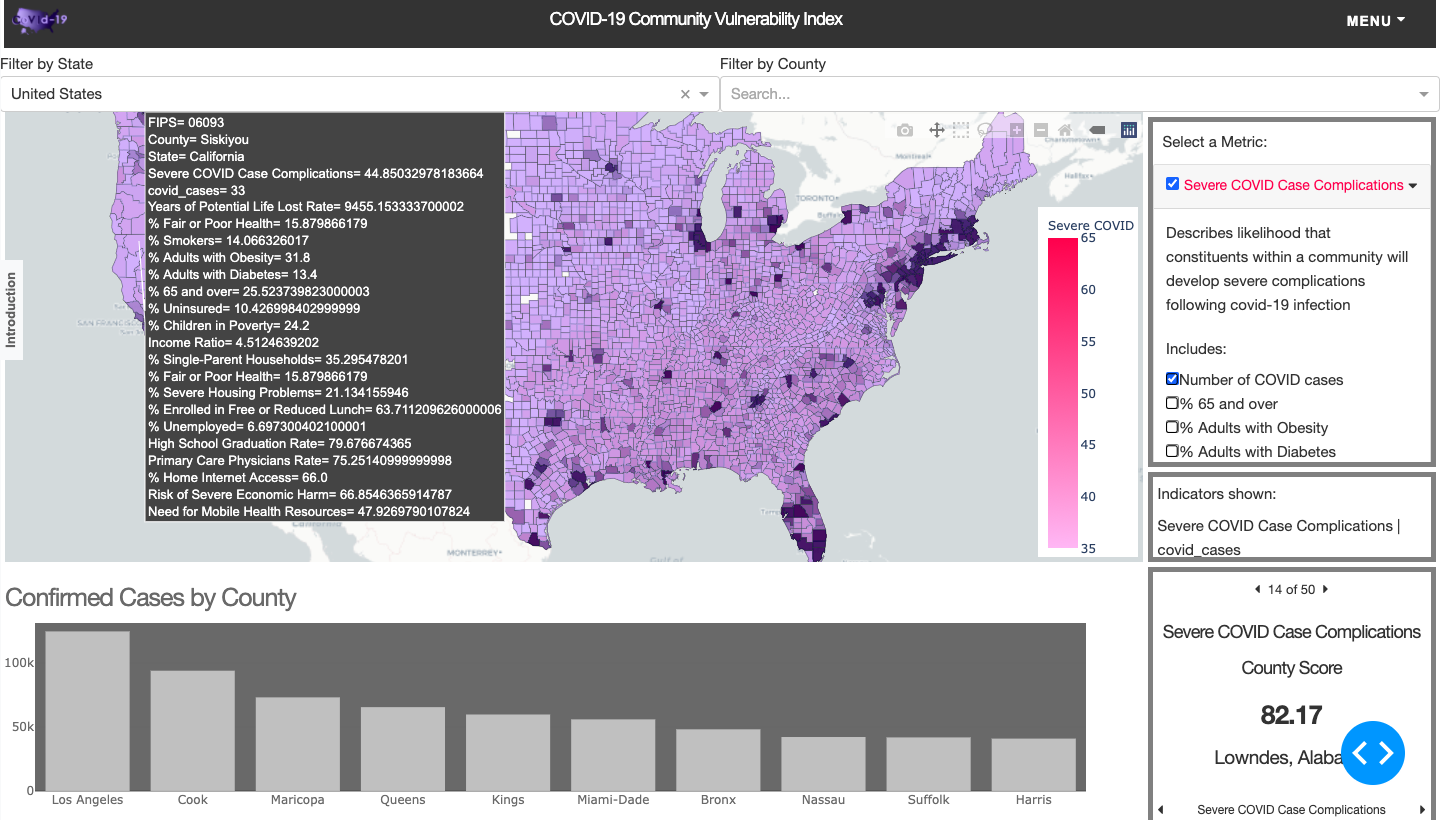 CoViD-19
COVID-19 Community Vulnerability Index
MENU
Filter by State
Filter by County
United States
Search...
FIPS= 06093
County= Siskiyou
State= California
Severe COVID Case Complications= 44.85032978183664
covid_cases= 33
Years of Potential Life Lost Rate= 9455.153333700002
% Fair or Poor Health= 15.879866179
% Smokers= 14.066326017
% Adults with Obesity= 31.8
% Adults with Diabetes= 13.4
% 65 and over= 25.523739823000003
% Uninsured= 10.426998402999999
% Children in Poverty= 24.2
Income Ratio= 4.5124639202
% Single-Parent Households= 35.295478201
% Fair or Poor Health= 15.879866179
% Severe Housing Problems= 21.134155946
% Enrolled in Free or Reduced Lunch= 63.711209626000006
% Unemployed= 6.697300402100001
High School Graduation Rate= 79.676674365
Primary Care Physicians Rate= 75.25140999999998
% Home Internet Access= 66.0
Risk of Severe Economic Harm= 66.8546365914787
Need for Mobile Health Resources= 47.9269790107824
Introduction
SAN FRANCISCO
MONTERREY
Montreal
TORONTO
Halifax
Gulf of
Severe COVID
65
60
55
50
45
40
35
Select a Metric:
Severe COVID Case Complications
Describes likelihood that
constituents within a community will
develop severe complications
following covid-19 infection
Includes:
Number of COVID cases
% 65 and over
% Adults with Obesity
% Adults with Diabetes
Indicators shown:
Severe COVID Case Complications |
covid_cases
14 of 50
Severe COVID Case Complications
County Score
82.17
Lowndes, Alaba
Severe COVID Case Complications
Confirmed Cases by County
100k
50k
0
Los Angeles
Cook
Maricopa
Queens
Kings
Miami-Dade
Bronx
Nassau
Suffolk
Harris